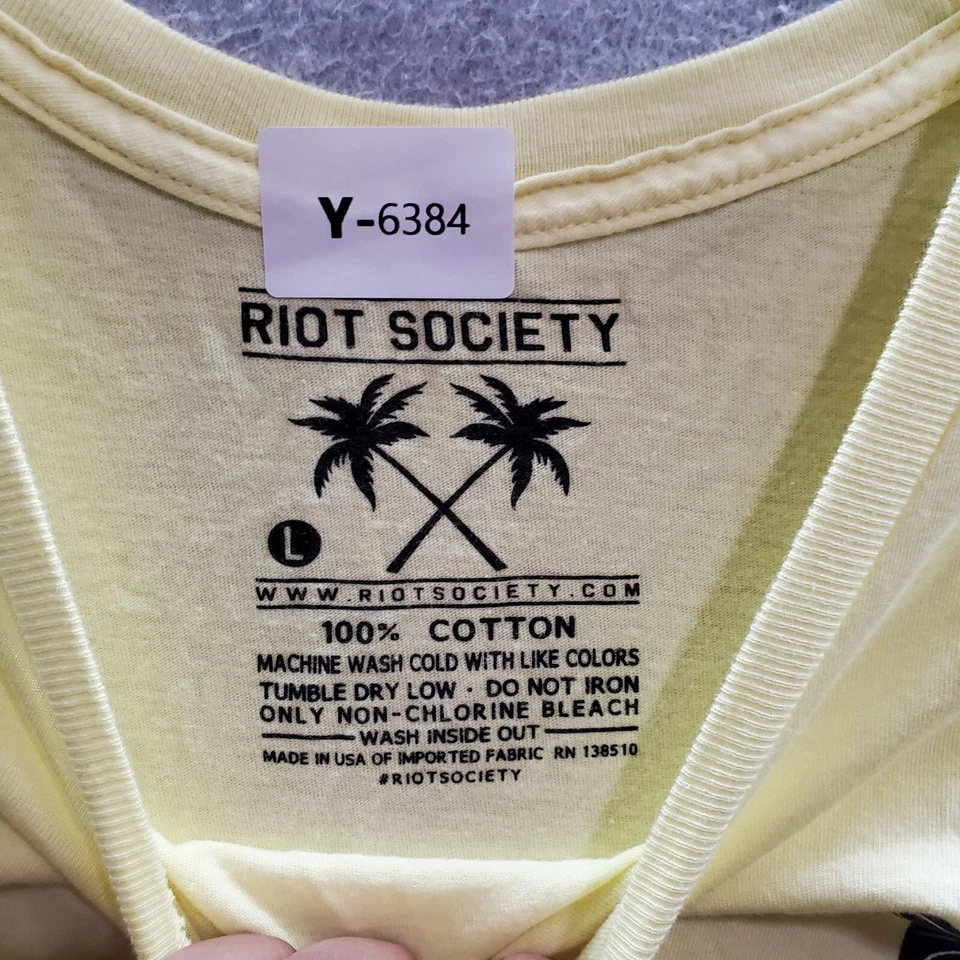 Y-6384
RIOT SOCIETY
L
WWW.RIOTSOCIETY.COM
100% COTTON
MACHINE WASH COLD WITH LIKE COLORS
TUMBLE DRY LOW · DO NOT IRON
ONLY NON-CHLORINE BLEACH
WASH INSIDE OUT
MADE IN USA OF IMPORTED FABRIC RN 138510
#RIOTSOCIETY